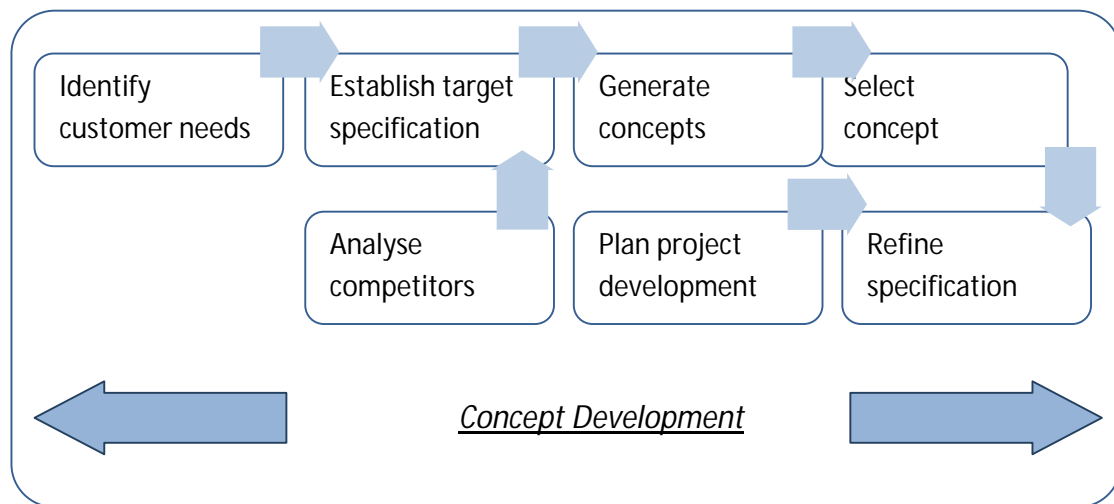 Identify
customer needs
Establish target
specification
Generate
concepts
Select
concept
Analyse
competitors
Plan project
development
Refine
specification
Concept Development